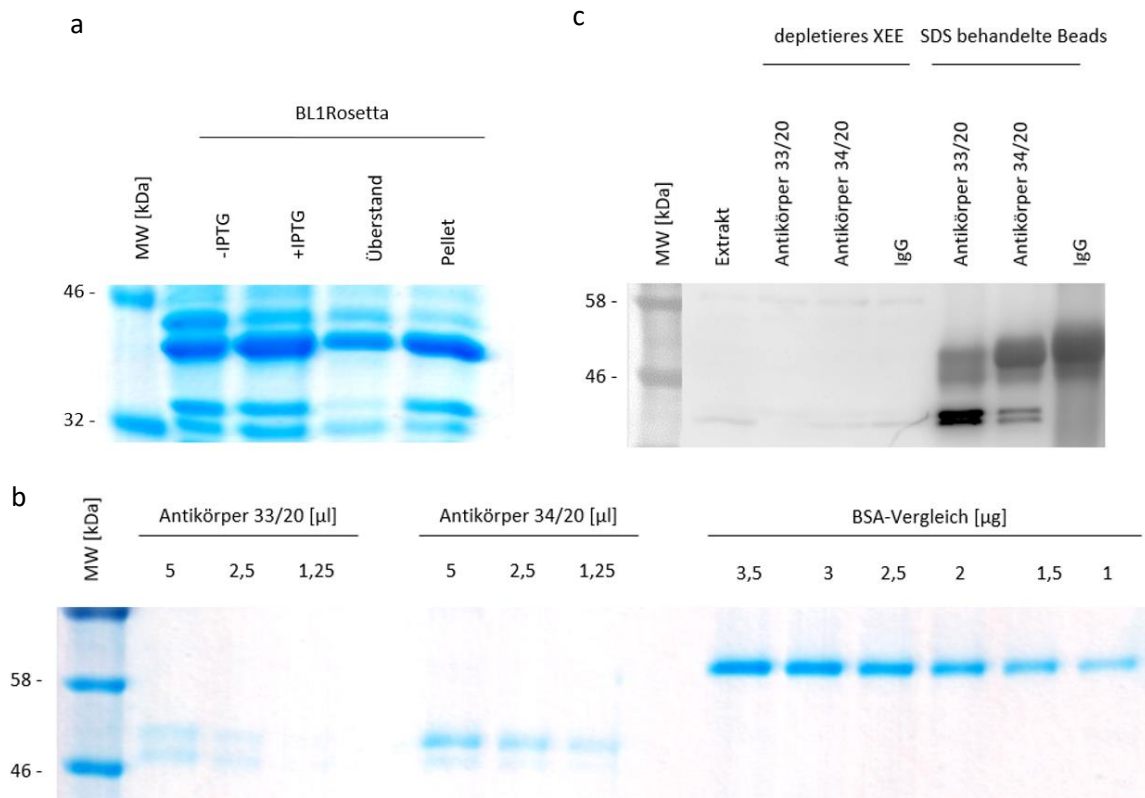 a
BL1Rosetta
MW [kDa]
-IPTG
+IPTG
Überstand
Pellet
46 -
32 -
c
depletieres XEE
SDS behandelte Beads
MW [kDa]
Extrakt
Antikörper 33/20
Antikörper 34/20
IgG
Antikörper 33/20
Antikörper 34/20
IgG
58 -
46 -
b
MW [kDa]
Antikörper 33/20 [µl]
Antikörper 34/20 [µl]
BSA-Vergleich [µg]
5 2,5 1,25
5 2,5 1,25
3,5 3 2,5 2 1,5 1
58 -
46 -